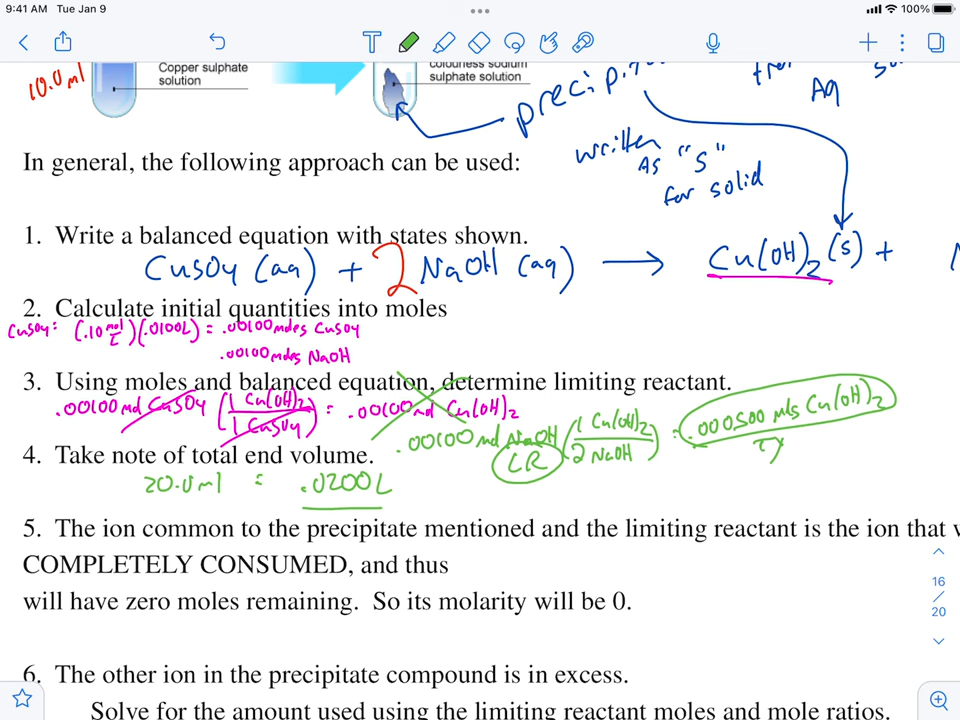 9:41 AM Tue Jan 9
100%
10.0ml
Copper sulphate
solution
colourless sodium
sulphate solution
Aq
written
As "S"
for solid
In general, the following approach can be used:
1. Write a balanced equation with states shown.
CuSO4 (aq) + 2 NaOH (aq) → Cu(OH)2 (s) +
2. Calculate initial quantities into moles
CuSO4: (.10 mol/L)(.0100L) = .00100 moles CuSO4
.00100 moles NaOH
3. Using moles and balanced equation, determine limiting reactant.
.00100 mol CuSO4 (1 Cu(OH)2 / 1 CuSO4) = .00100 mol Cu(OH)2
.00100 mol NaOH (1 Cu(OH)2 / 2 NaOH) = .000500 mols Cu(OH)2
LR
4. Take note of total end volume.
20.0ml = .0200L
5. The ion common to the precipitate mentioned and the limiting reactant is the ion that
COMPLETELY CONSUMED, and thus
will have zero moles remaining. So its molarity will be 0.
16
/
20
6. The other ion in the precipitate compound is in excess.
Solve for the amount used using the limiting reactant moles and mole ratios.